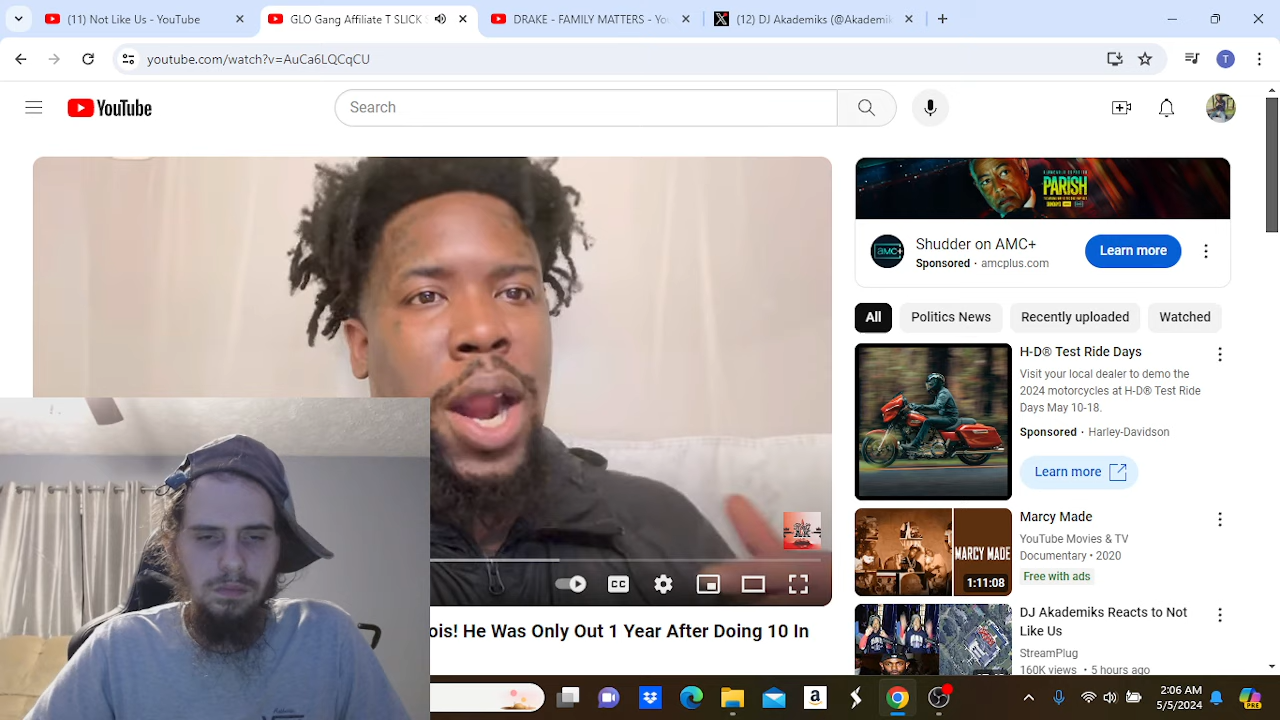 (11) Not Like Us - YouTube
GLO Gang Affiliate T SLICK S
DRAKE - FAMILY MATTERS - Yo
(12) DJ Akademiks (@Akademik
youtube.com/watch?v=AuCa6LQCqCU
T
YouTube
Search
PARISH
Shudder on AMC+
Sponsored · amcplus.com
Learn more
amc+
All
Politics News
Recently uploaded
Watched
H-D® Test Ride Days
Visit your local dealer to demo the
2024 motorcycles at H-D® Test Ride
Days May 10-18.
Sponsored · Harley-Davidson
Learn more
Marcy Made
YouTube Movies & TV
Documentary • 2020
Free with ads
MARCY MADE
1:11:08
CC
ois! He Was Only Out 1 Year After Doing 10 In
DJ Akademiks Reacts to Not
Like Us
StreamPlug
160K views • 5 hours ago
2:06 AM
5/5/2024
PRE